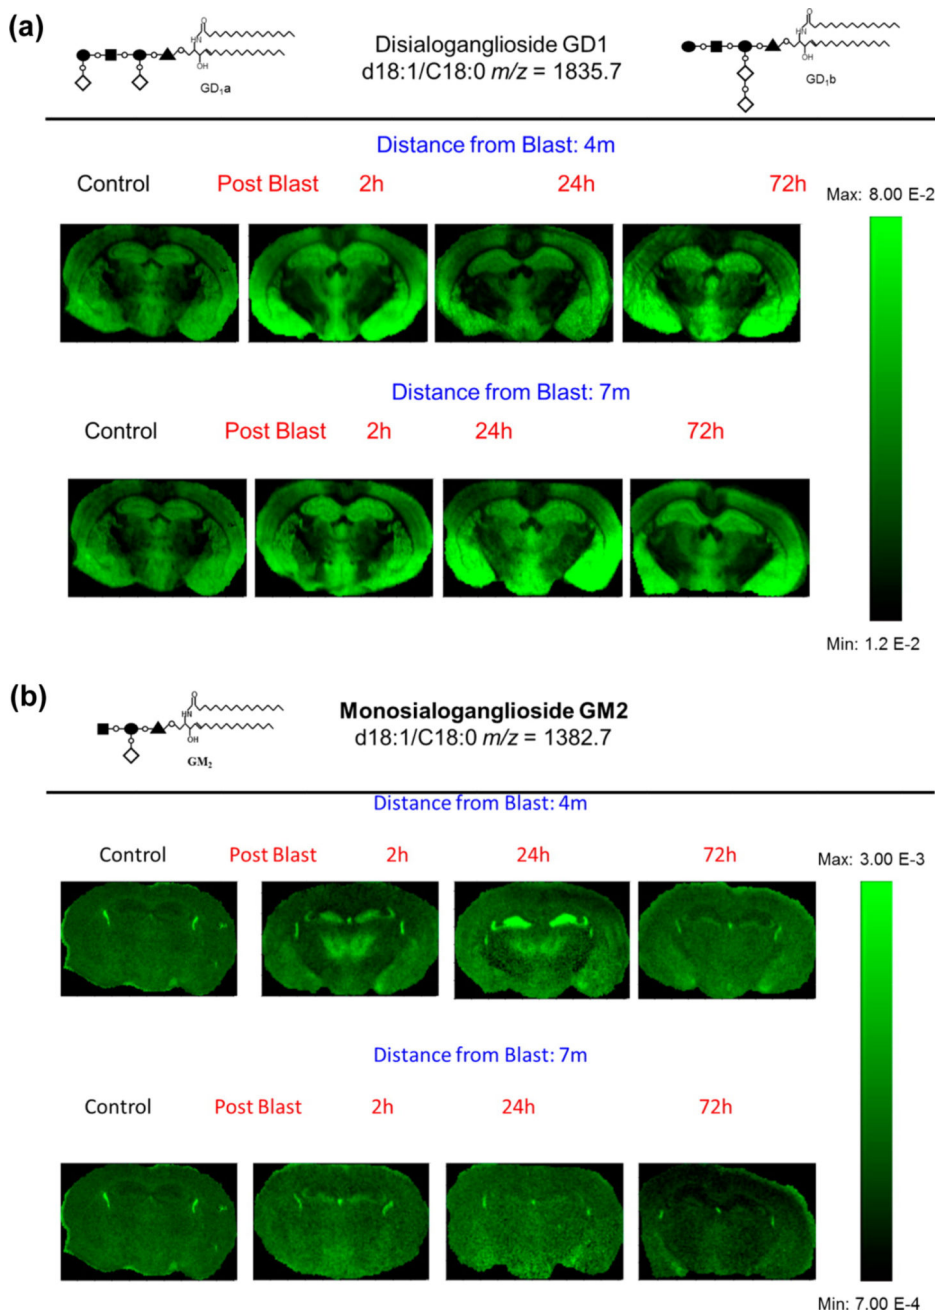 (a)
O
HN
OH
GD₁a
Disialoganglioside GD1
d18:1/C18:0 m/z = 1835.7
O
HN
OH
GD₁b
Distance from Blast: 4m
Control Post Blast 2h 24h 72h
Max: 8.00 E-2
Distance from Blast: 7m
Control Post Blast 2h 24h 72h
Min: 1.2 E-2
(b)
O
HN
OH
GM₂
Monosialoganglioside GM2
d18:1/C18:0 m/z = 1382.7
Distance from Blast: 4m
Control Post Blast 2h 24h 72h
Max: 3.00 E-3
Distance from Blast: 7m
Control Post Blast 2h 24h 72h
Min: 7.00 E-4